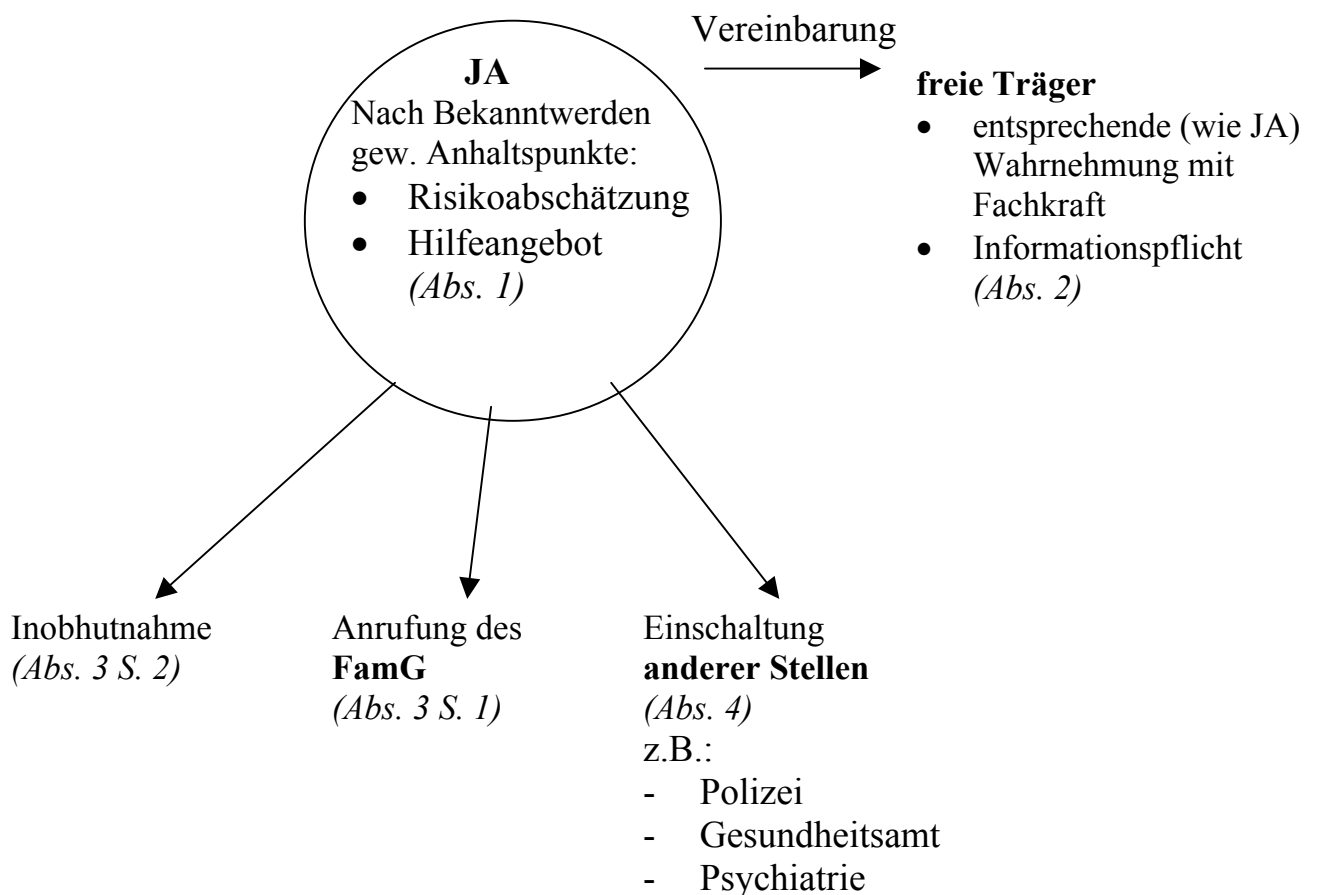 JA
Nach Bekanntwerden
gew. Anhaltspunkte:
• Risikoabschätzung
• Hilfeangebot
(Abs. 1)
Vereinbarung
freie Träger
• entsprechende (wie JA)
Wahrnehmung mit
Fachkraft
• Informationspflicht
(Abs. 2)
Inobhutnahme
(Abs. 3 S. 2)
Anrufung des
FamG
(Abs. 3 S. 1)
Einschaltung
anderer Stellen
(Abs. 4)
z.B.:
- Polizei
- Gesundheitsamt
- Psychiatrie